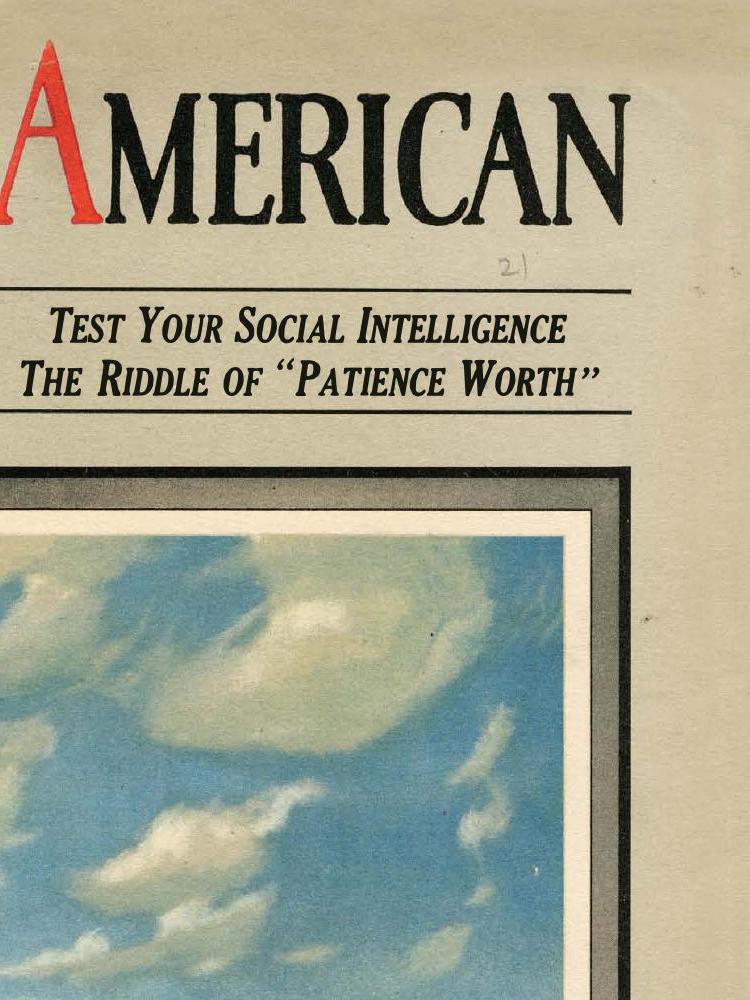 AMERICAN
21
TEST YOUR SOCIAL INTELLIGENCE
THE RIDDLE OF “PATIENCE WORTH”